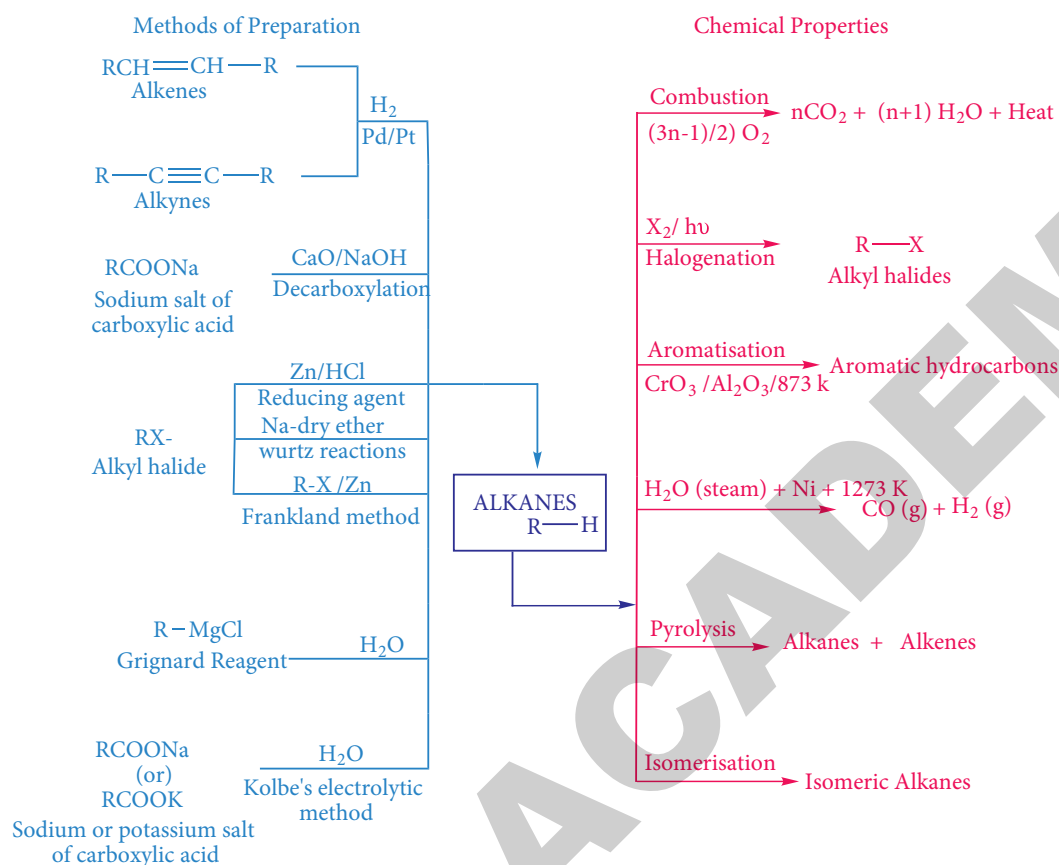 Methods of Preparation
RCH═CH—R
Alkenes
H₂
Pd/Pt
R—C≡C—R
Alkynes
RCOONa
Sodium salt of
carboxylic acid
CaO/NaOH
Decarboxylation
RX-
Alkyl halide
Zn/HCl
Reducing agent
Na-dry ether
wurtz reactions
R-X /Zn
Frankland method
R–MgCl
Grignard Reagent
H₂O
RCOONa
(or)
RCOOK
Sodium or potassium salt
of carboxylic acid
H₂O
Kolbe's electrolytic
method
ALKANES
R—H
Chemical Properties
Combustion
(3n-1)/2) O₂
nCO₂ + (n+1) H₂O + Heat
X₂/ hυ
Halogenation
R—X
Alkyl halides
Aromatisation
CrO₃ /Al₂O₃/873 k
Aromatic hydrocarbons
H₂O (steam) + Ni + 1273 K
CO (g) + H₂ (g)
Pyrolysis
Alkanes + Alkenes
Isomerisation
Isomeric Alkanes
ACADEM